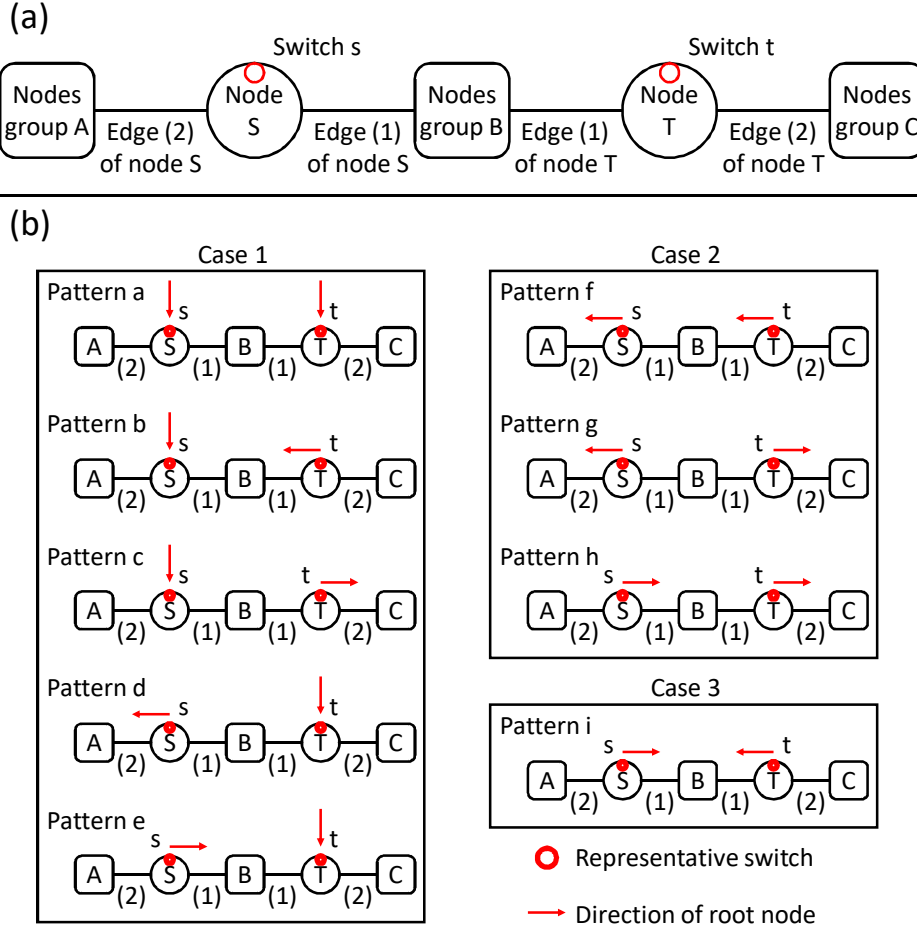 (a)
Switch s
Switch t
Nodes group A
Node S
Nodes group B
Node T
Nodes group C
Edge (2) of node S
Edge (1) of node S
Edge (1) of node T
Edge (2) of node T
(b)
Case 1
Pattern a
s t
A S B T C
(2) (1) (1) (2)
Pattern b
s t
A S B T C
(2) (1) (1) (2)
Pattern c
s t
A S B T C
(2) (1) (1) (2)
Pattern d
s t
A S B T C
(2) (1) (1) (2)
Pattern e
s t
A S B T C
(2) (1) (1) (2)
Case 2
Pattern f
s t
A S B T C
(2) (1) (1) (2)
Pattern g
s t
A S B T C
(2) (1) (1) (2)
Pattern h
s t
A S B T C
(2) (1) (1) (2)
Case 3
Pattern i
s t
A S B T C
(2) (1) (1) (2)
Representative switch
Direction of root node